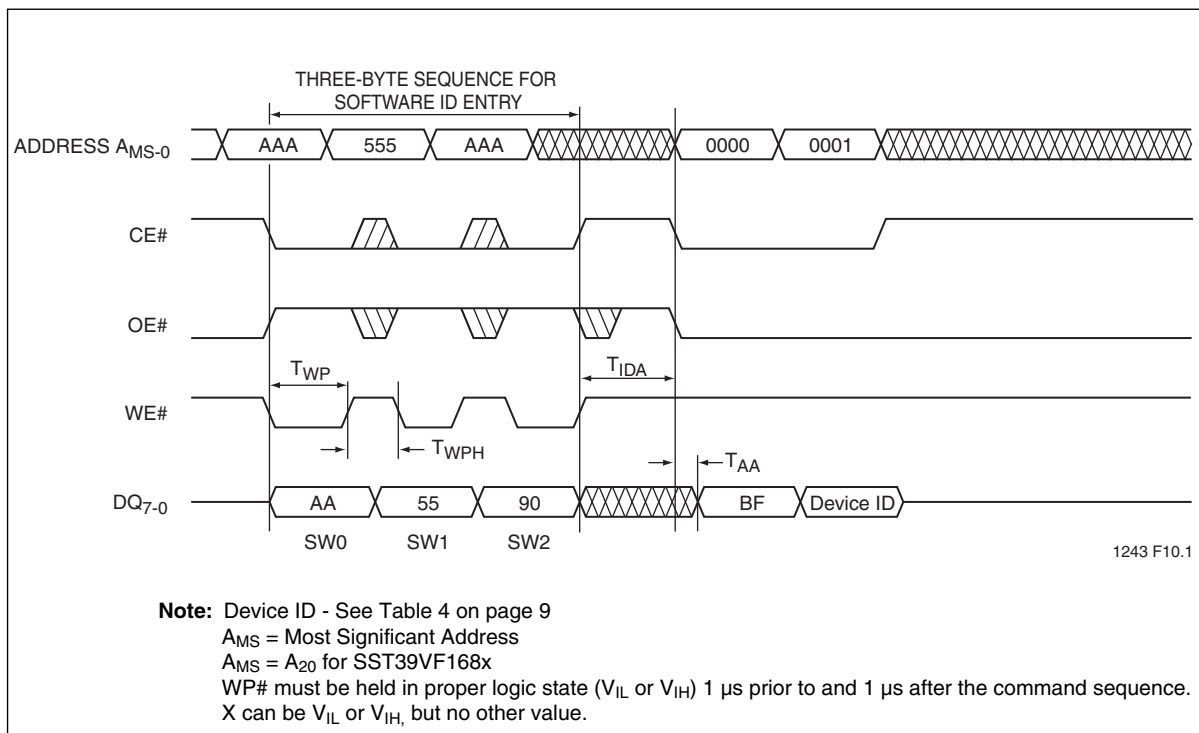 THREE-BYTE SEQUENCE FOR
SOFTWARE ID ENTRY
ADDRESS AMS-0
AAA 555 AAA 0000 0001
CE#
OE#
TWP TIDA
WE#
TWPH TAA
DQ7-0
AA 55 90 BF Device ID
SW0 SW1 SW2
1243 F10.1
Note: Device ID - See Table 4 on page 9
AMS = Most Significant Address
AMS = A20 for SST39VF168x
WP# must be held in proper logic state (VIL or VIH) 1 µs prior to and 1 µs after the command sequence.
X can be VIL or VIH, but no other value.